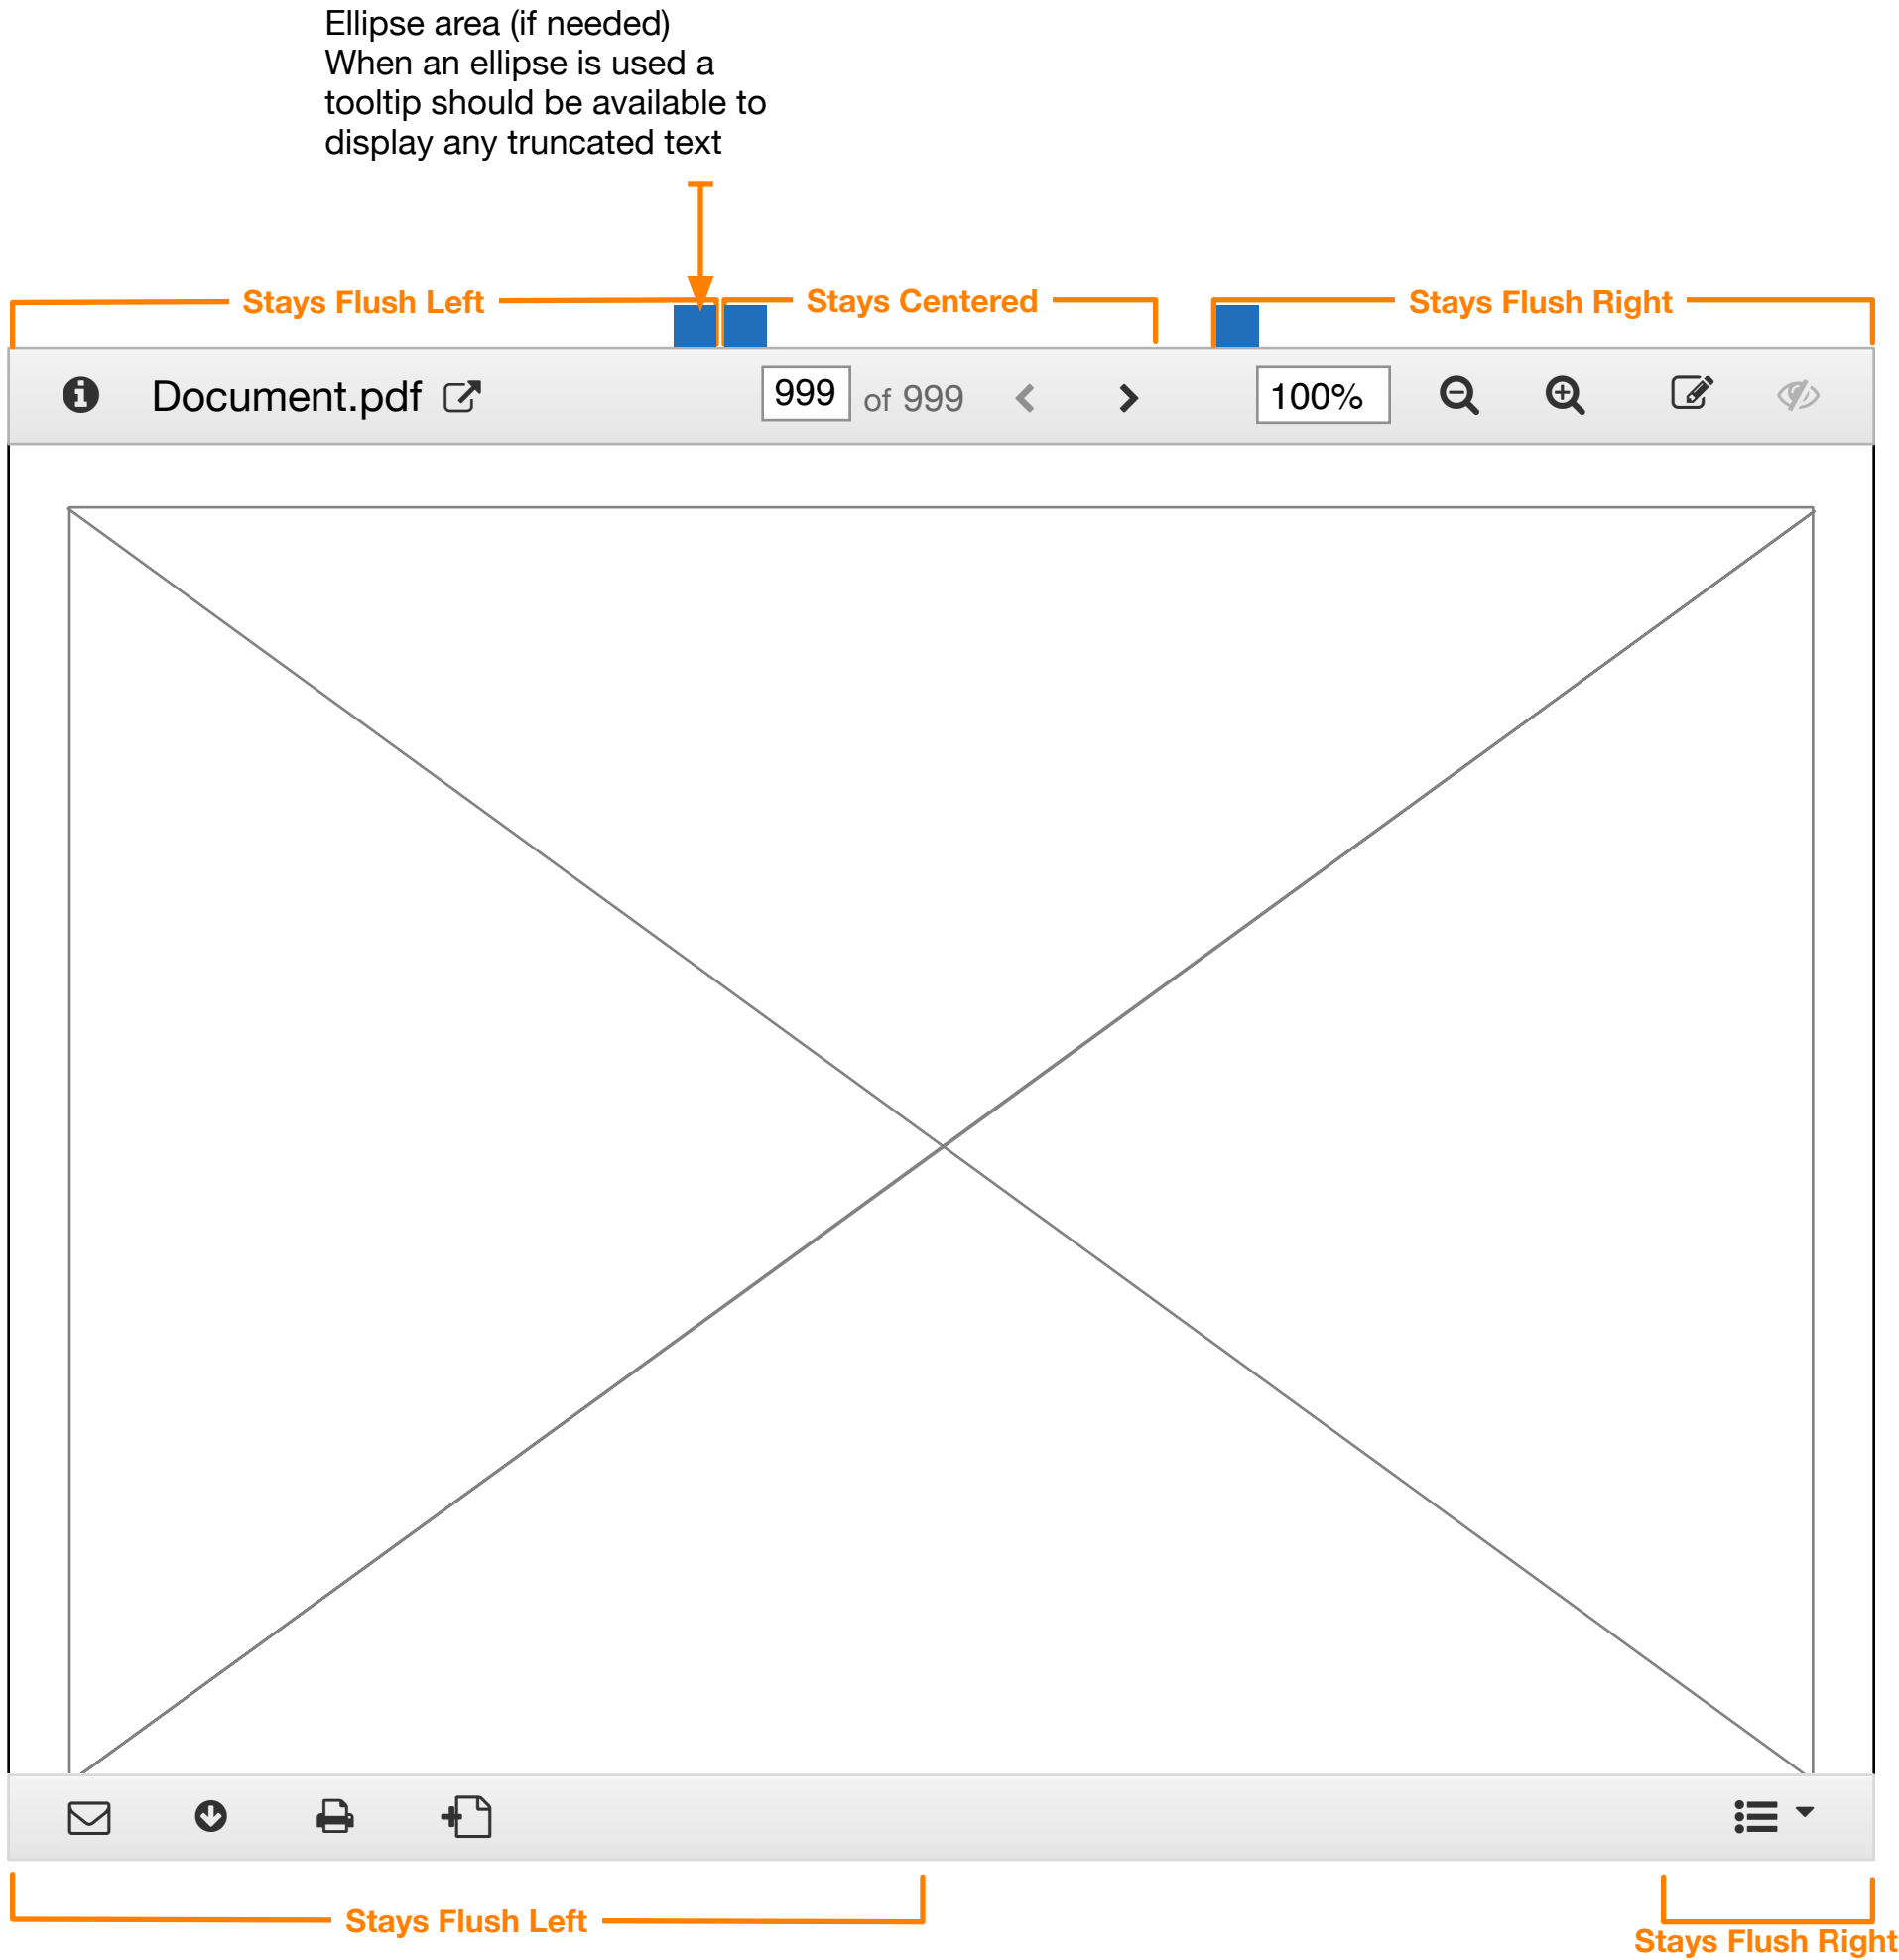 Ellipse area (if needed)
When an ellipse is used a
tooltip should be available to
display any truncated text
Stays Flush Left
Stays Centered
Stays Flush Right
Document.pdf
999 of 999
100%
Stays Flush Left
Stays Flush Right